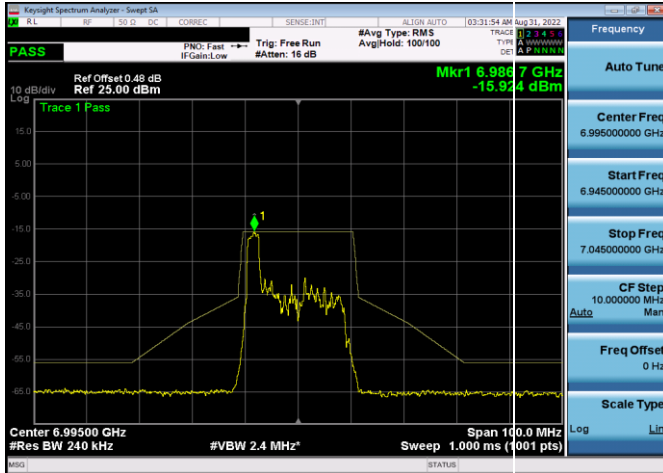 Keysight Spectrum Analyzer - Swept SA
RL RF 50 Ω DC CORREC SENSE:INT ALIGN AUTO 03:31:54 AM Aug 31, 2022
PASS
PNO: Fast
IFGain:Low
Trig: Free Run
#Atten: 16 dB
#Avg Type: RMS
Avg|Hold: 100/100
TRACE 1 2 3 4 5 6
TYPE A WWWWW
DET A P N N N N
Ref Offset 0.48 dB
10 dB/div Ref 25.00 dBm
Log
Mkr1 6.986 7 GHz
-15.924 dBm
Trace 1 Pass
15.0
5.00
-5.00
-15.0
1
-25.0
-35.0
-45.0
-55.0
-65.0
Center 6.99500 GHz Span 100.0 MHz
#Res BW 240 kHz #VBW 2.4 MHz* Sweep 1.000 ms (1001 pts)
MSG STATUS
Frequency
Auto Tune
Center Freq
6.995000000 GHz
Start Freq
6.945000000 GHz
Stop Freq
7.045000000 GHz
CF Step
10.000000 MHz
Auto Man
Freq Offset
0 Hz
Scale Type
Log Lin